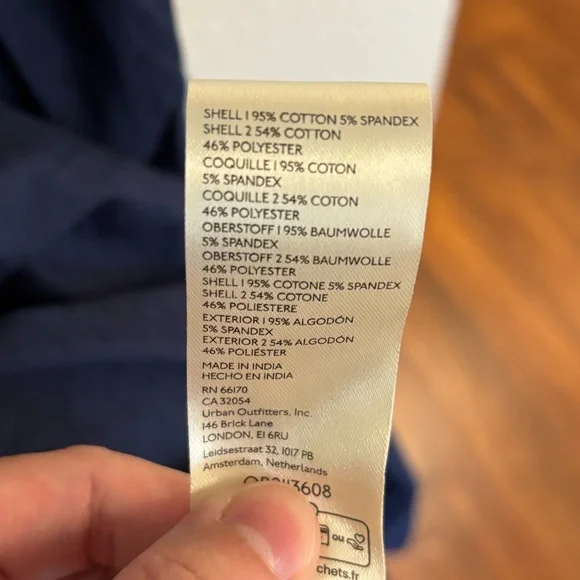 SHELL 1 95% COTTON 5% SPANDEX
SHELL 2 54% COTTON
46% POLYESTER
COQUILLE 1 95% COTON
5% SPANDEX
COQUILLE 2 54% COTON
46% POLYESTER
OBERSTOFF 1 95% BAUMWOLLE
5% SPANDEX
OBERSTOFF 2 54% BAUMWOLLE
46% POLYESTER
SHELL 1 95% COTONE 5% SPANDEX
SHELL 2 54% COTONE
46% POLIESTERE
EXTERIOR 1 95% ALGODÓN
5% SPANDEX
EXTERIOR 2 54% ALGODÓN
46% POLIÉSTER
MADE IN INDIA
HECHO EN INDIA
RN 66170
CA 32054
Urban Outfitters, Inc.
146 Brick Lane
LONDON, E1 6RU
Leidsestraat 32, 1017 PB
Amsterdam, Netherlands
3608
ou
chets.fr